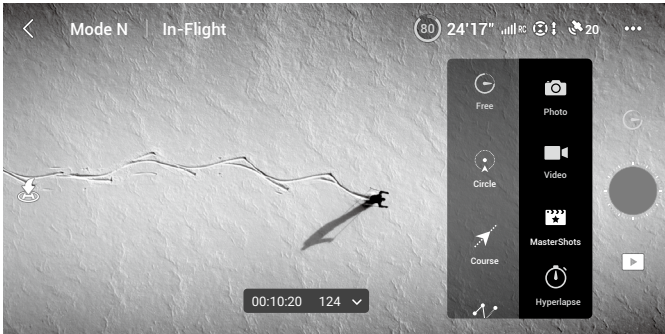 Mode N | In-Flight
80 24'17" RC 20
Free
Photo
Circle
Video
Course
MasterShots
Hyperlapse
00:10:20 124